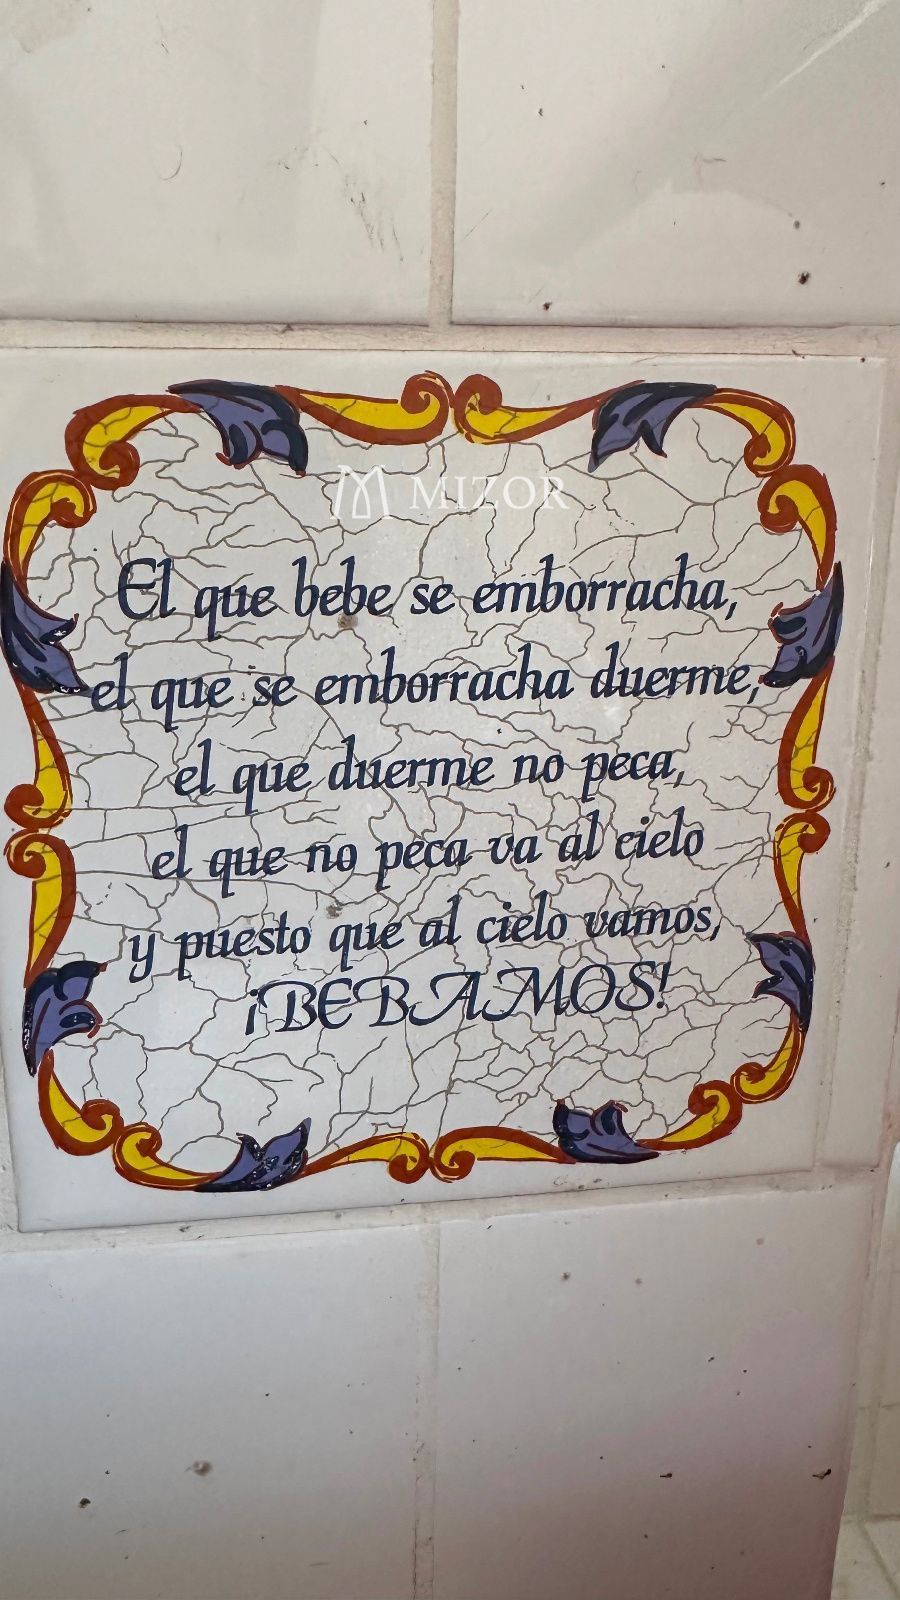 MIZOR
El que bebe se emborracha,
el que se emborracha duerme,
el que duerme no peca,
el que no peca va al cielo
y puesto que al cielo vamos,
¡BEBAMOS!